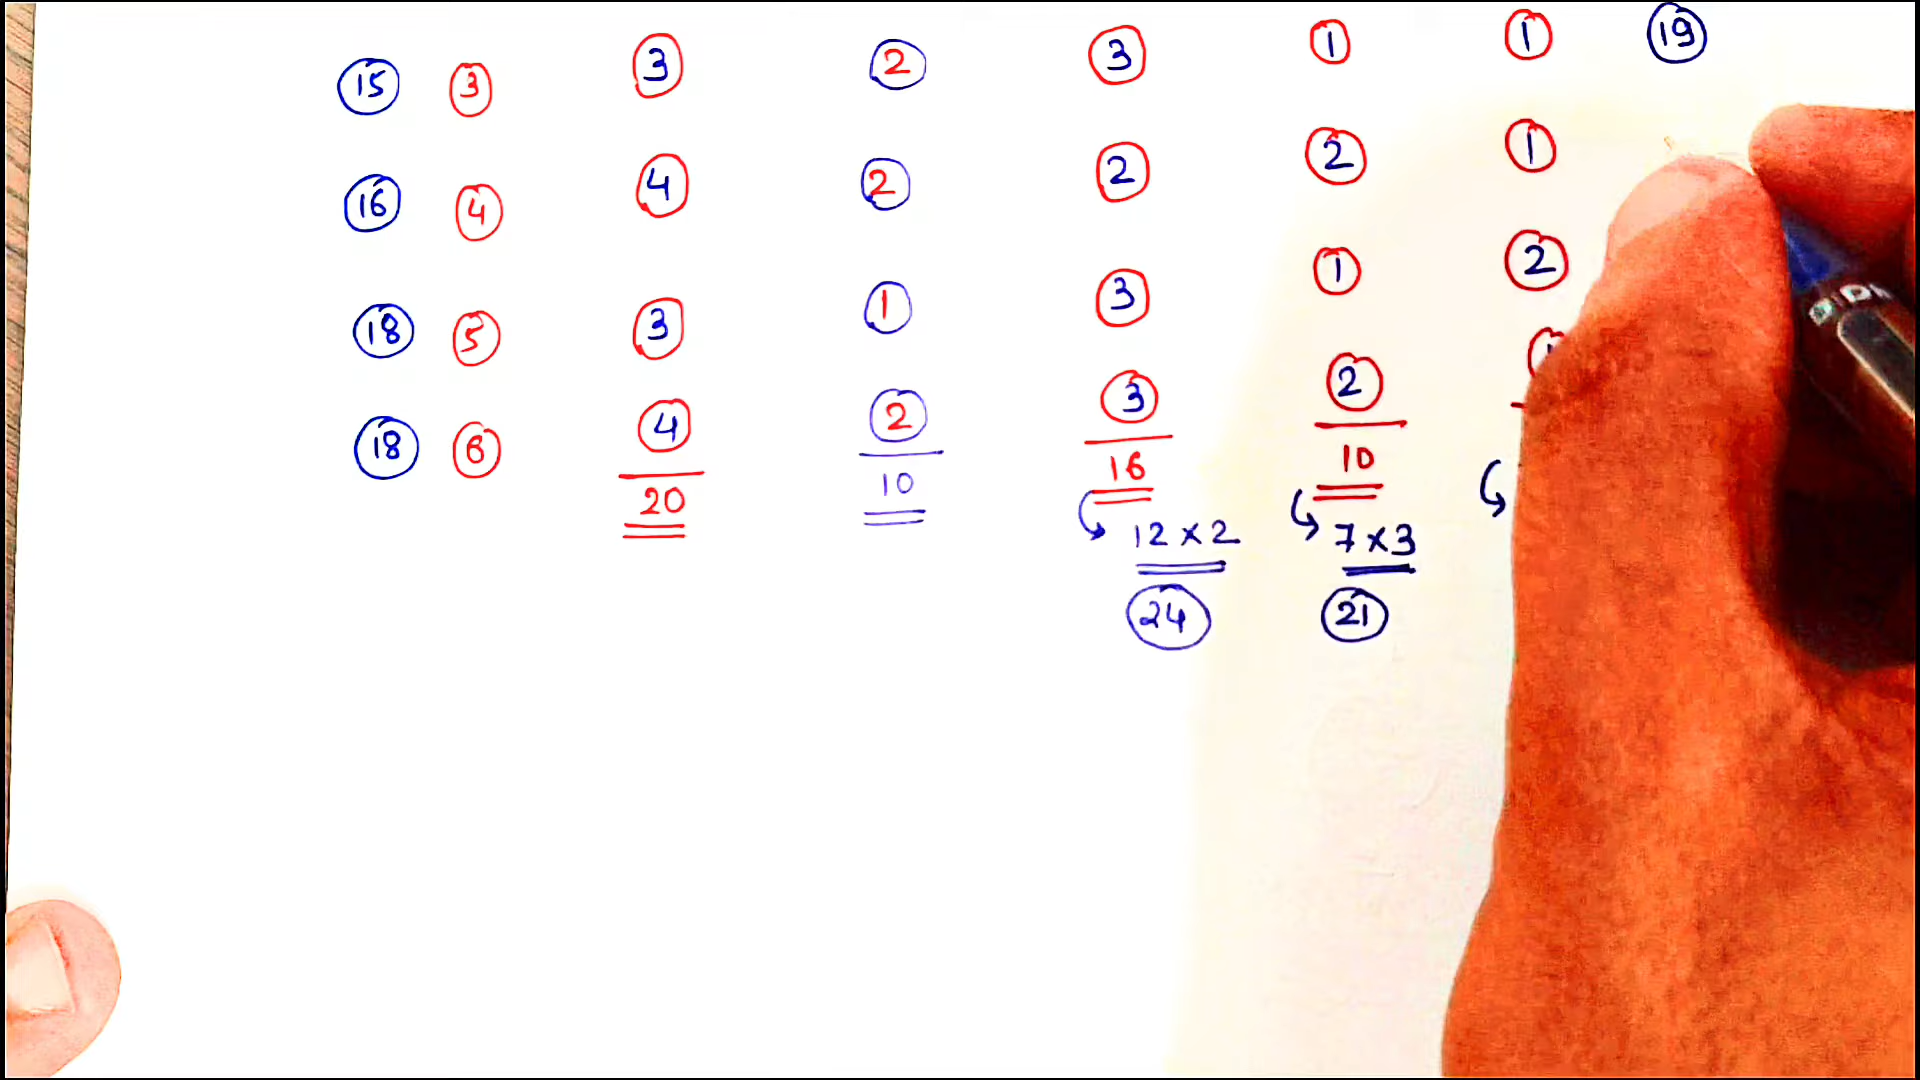 15 3 3 2 3 1 1 19
16 4 4 2 2 2 1
18 5 3 1 3 1 2
18 6 4 2 3 2
20 10 16 10
12 × 2 7 × 3
24 21